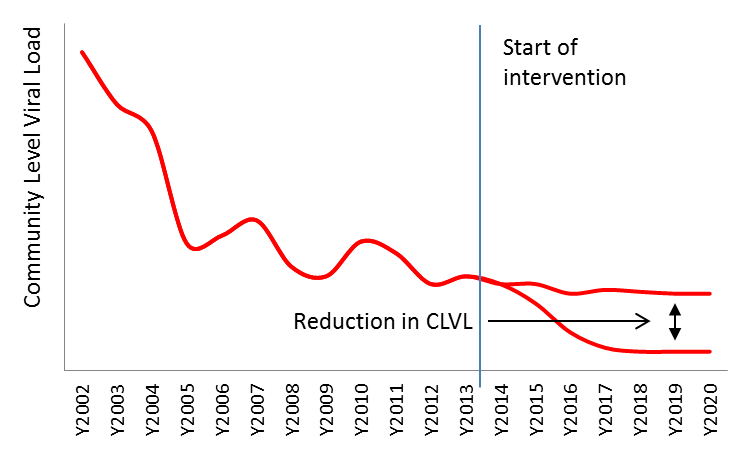 Community Level Viral Load
Start of
intervention
Reduction in CLVL
Y2002
Y2003
Y2004
Y2005
Y2006
Y2007
Y2008
Y2009
Y2010
Y2011
Y2012
Y2013
Y2014
Y2015
Y2016
Y2017
Y2018
Y2019
Y2020